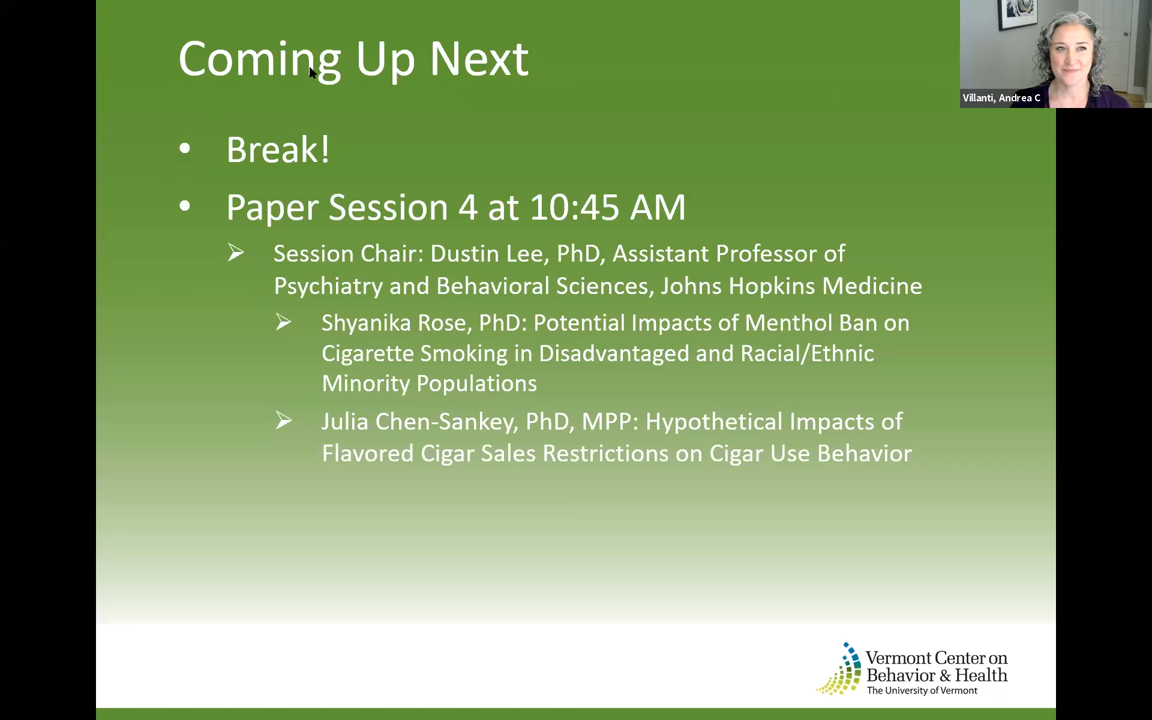 Coming Up Next
Villanti, Andrea C
• Break!
• Paper Session 4 at 10:45 AM
➢ Session Chair: Dustin Lee, PhD, Assistant Professor of
Psychiatry and Behavioral Sciences, Johns Hopkins Medicine
➢ Shyanika Rose, PhD: Potential Impacts of Menthol Ban on
Cigarette Smoking in Disadvantaged and Racial/Ethnic
Minority Populations
➢ Julia Chen-Sankey, PhD, MPP: Hypothetical Impacts of
Flavored Cigar Sales Restrictions on Cigar Use Behavior
Vermont Center on
Behavior & Health
The University of Vermont